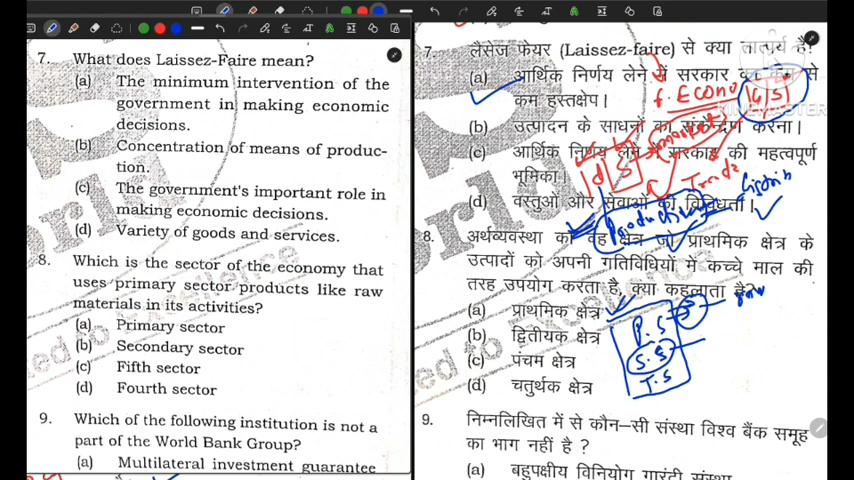 7. What does Laissez-Faire mean?
(a) The minimum intervention of the
government in making economic
decisions.
(b) Concentration of means of produc-
tion.
(c) The government's important role in
making economic decisions.
(d) Variety of goods and services.
8. Which is the sector of the economy that
uses primary sector products like raw
materials in its activities?
(a) Primary sector
(b) Secondary sector
(c) Fifth sector
(d) Fourth sector
9. Which of the following institution is not a
part of the World Bank Group?
(a) Multilateral investment guarantee
7. लैसेज फेयर (Laissez-faire) से क्या तात्पर्य है:
(a) आर्थिक निर्णय लेने में सरकार का कम से
कम हस्तक्षेप।
f. Econo
(b) उत्पादन के साधनों का संकेन्द्रण करना।
(c) आर्थिक निर्णय लेने में सरकार की महत्वपूर्ण
भूमिका।
d S
market
Trade
(d) वस्तुओं और सेवाओं की विविधता।
8. अर्थव्यवस्था का वह क्षेत्र जो प्राथमिक क्षेत्र के
उत्पादों को अपनी गतिविधियों में कच्चे माल की
तरह उपयोग करता है, क्या कहलाता है?
(a) प्राथमिक क्षेत्र
(b) द्वितीयक क्षेत्र
(c) पंचम क्षेत्र
(d) चतुर्थक क्षेत्र
P.S
S.S
T.S
9. निम्नलिखित में से कौन-सी संस्था विश्व बैंक समूह
का भाग नहीं है ?
(a) बहुपक्षीय विनियोग गारंटी संस्था
KINEMASTER